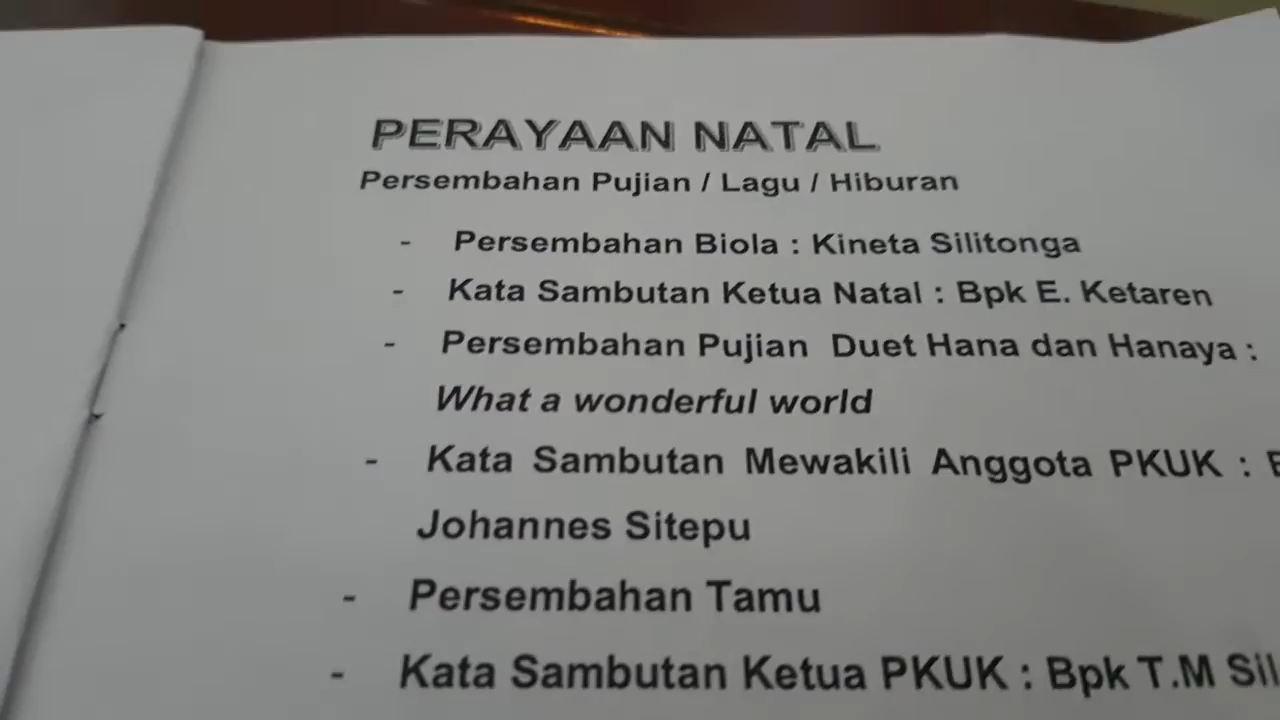 PERAYAAN NATAL
Persembahan Pujian / Lagu / Hiburan
- Persembahan Biola : Kineta Silitonga
- Kata Sambutan Ketua Natal : Bpk E. Ketaren
- Persembahan Pujian Duet Hana dan Hanaya :
What a wonderful world
- Kata Sambutan Mewakili Anggota PKUK :
Johannes Sitepu
- Persembahan Tamu
- Kata Sambutan Ketua PKUK : Bpk T.M